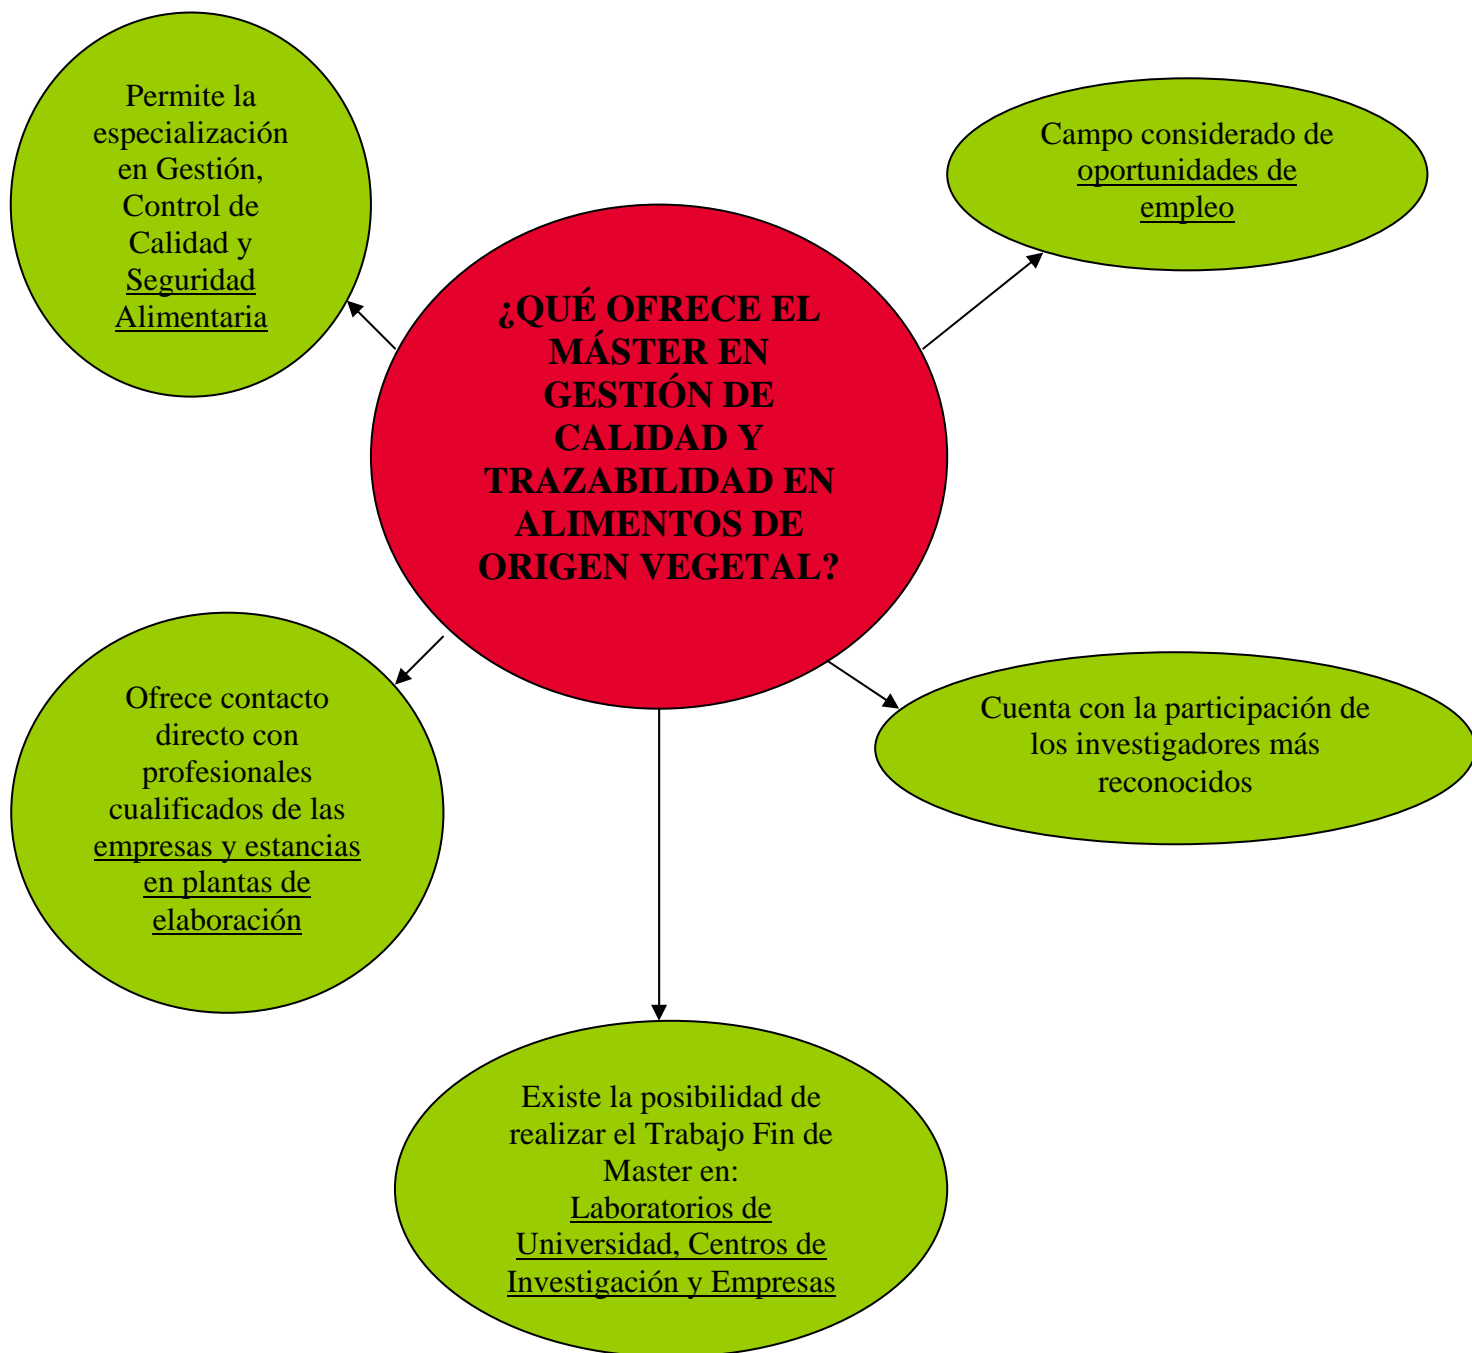 Permite la
especialización
en Gestión,
Control de
Calidad y
Seguridad
Alimentaria
Campo considerado de
oportunidades de
empleo
¿QUÉ OFRECE EL
MÁSTER EN
GESTIÓN DE
CALIDAD Y
TRAZABILIDAD EN
ALIMENTOS DE
ORIGEN VEGETAL?
Ofrece contacto
directo con
profesionales
cualificados de las
empresas y estancias
en plantas de
elaboración
Cuenta con la participación de
los investigadores más
reconocidos
Existe la posibilidad de
realizar el Trabajo Fin de
Master en:
Laboratorios de
Universidad, Centros de
Investigación y Empresas